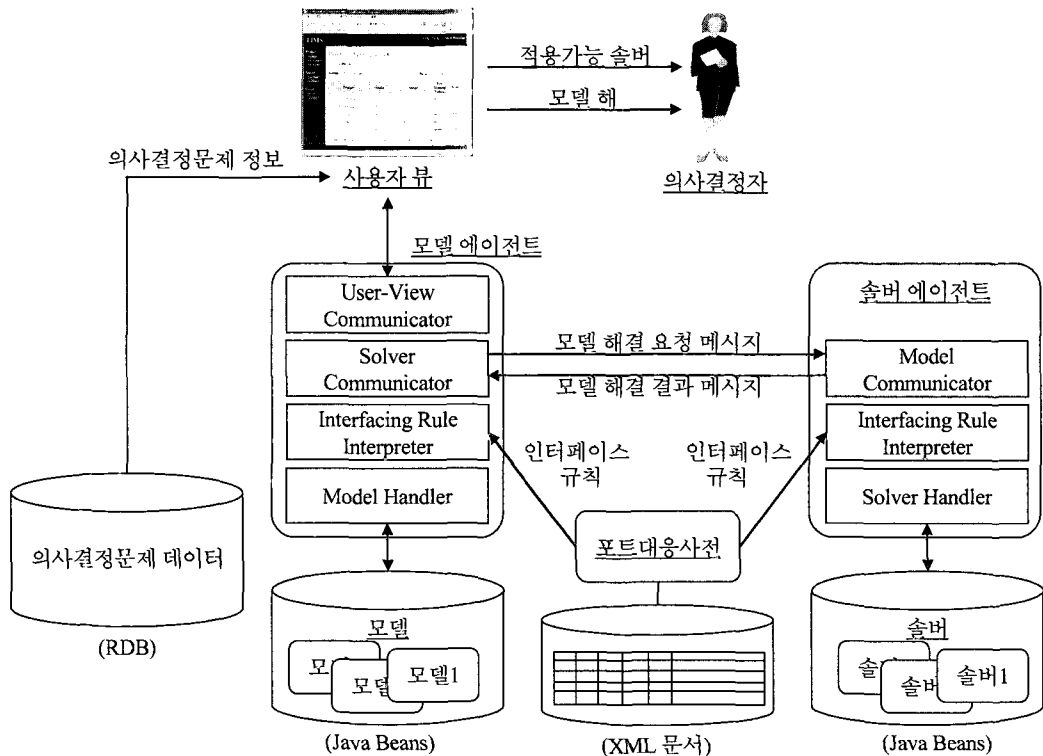 적용가능 솔버
모델 해
의사결정문제 정보
사용자 뷰
의사결정자
모델 에이전트
User-View
Communicator
Solver
Communicator
Interfacing Rule
Interpreter
Model Handler
모델 해결 요청 메시지
모델 해결 결과 메시지
솔버 에이전트
Model
Communicator
Interfacing Rule
Interpreter
Solver Handler
인터페이스
규칙
인터페이스
규칙
포트대응사전
의사결정문제 데이터
(RDB)
모델
모델
모델1
(Java Beans)
(XML 문서)
솔버
솔버
솔버1
(Java Beans)